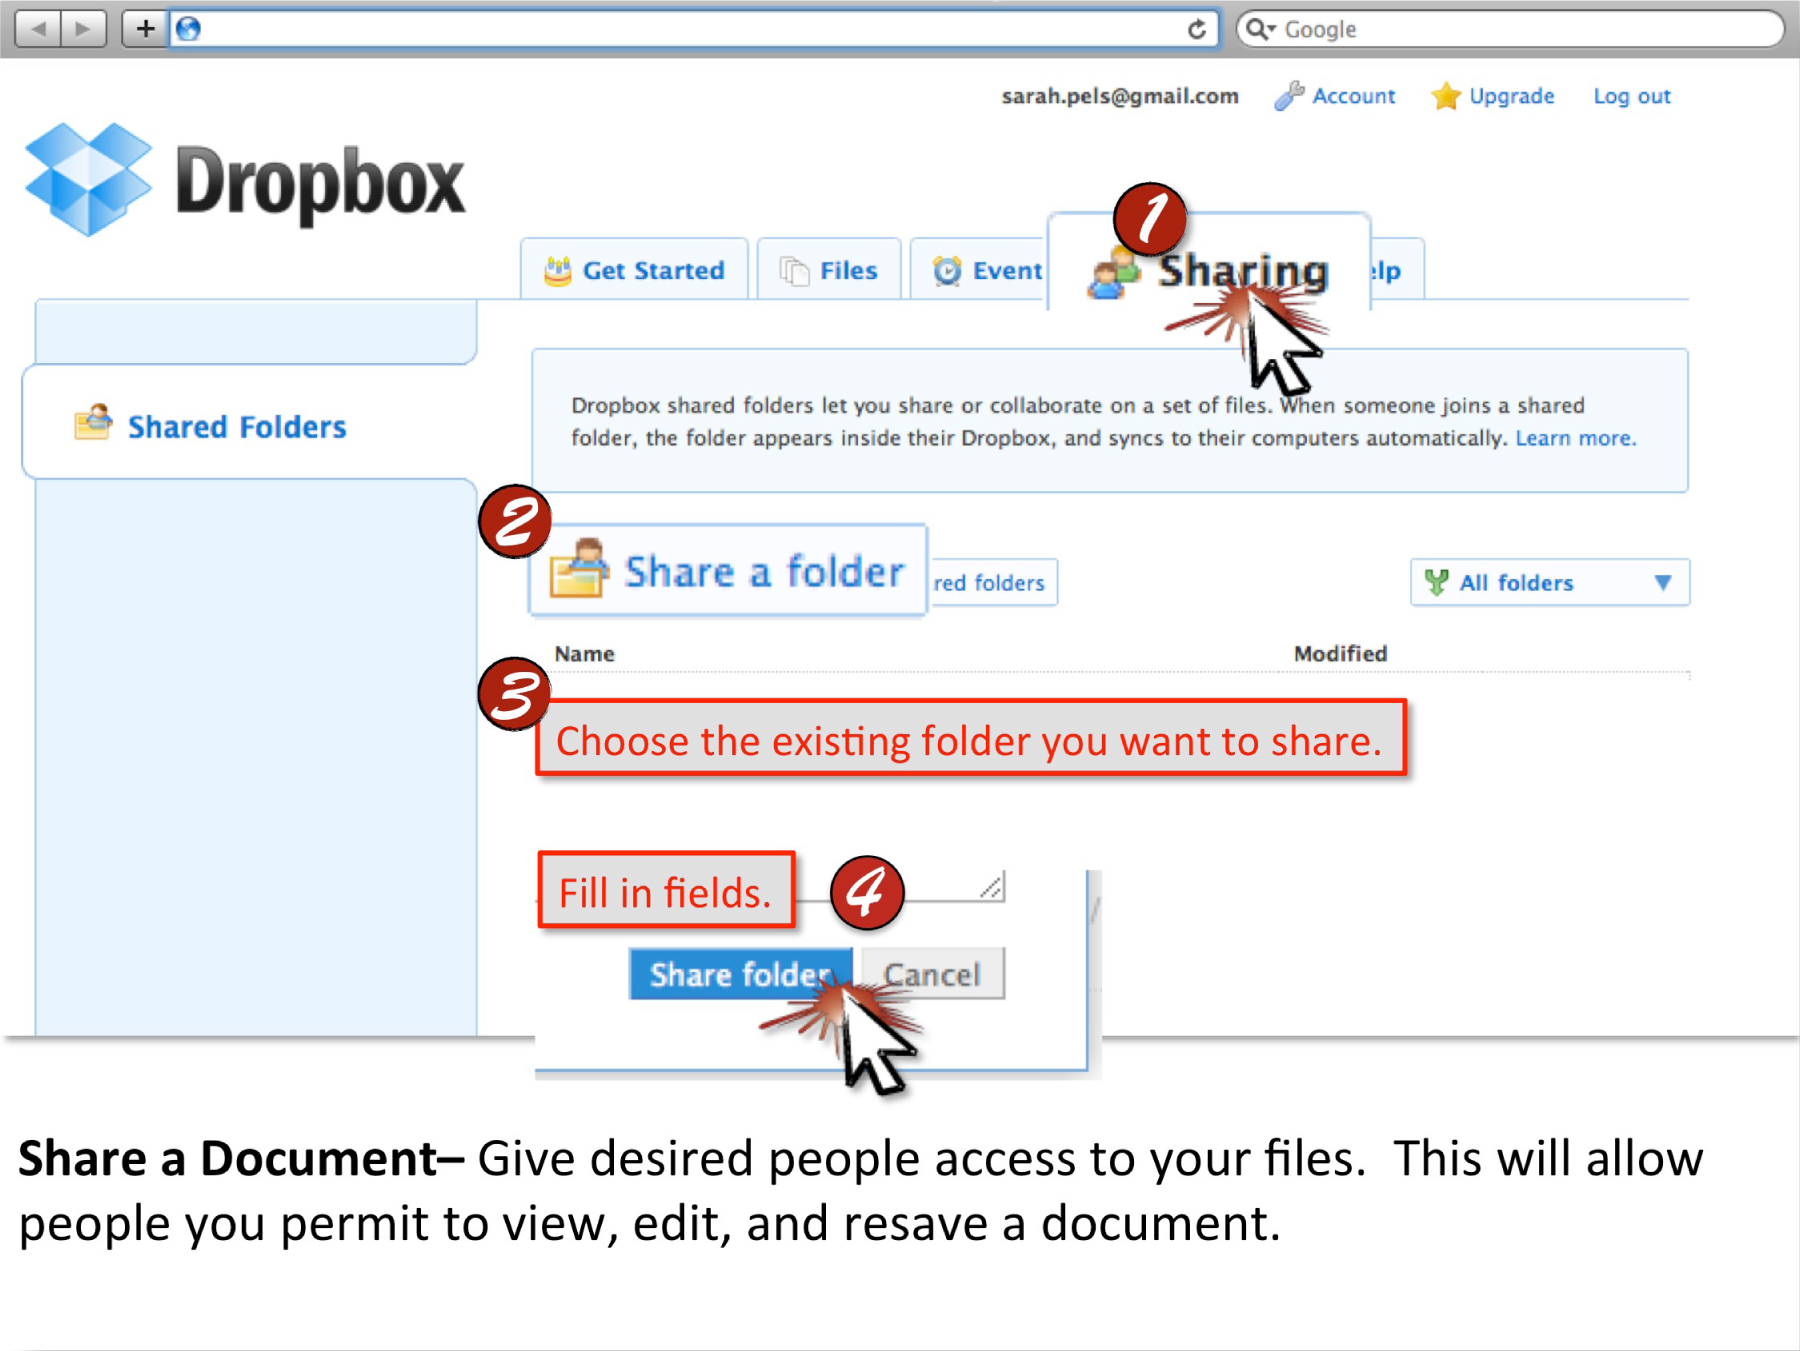 Google
sarah.pels@gmail.com Account Upgrade Log out
Dropbox
1
Get Started Files Event Sharing elp
Shared Folders
Dropbox shared folders let you share or collaborate on a set of files. When someone joins a shared
folder, the folder appears inside their Dropbox, and syncs to their computers automatically. Learn more.
2
Share a folder red folders All folders
Name Modified
3
Choose the existing folder you want to share.
Fill in fields. 4
Share folder Cancel
Share a Document– Give desired people access to your files. This will allow
people you permit to view, edit, and resave a document.